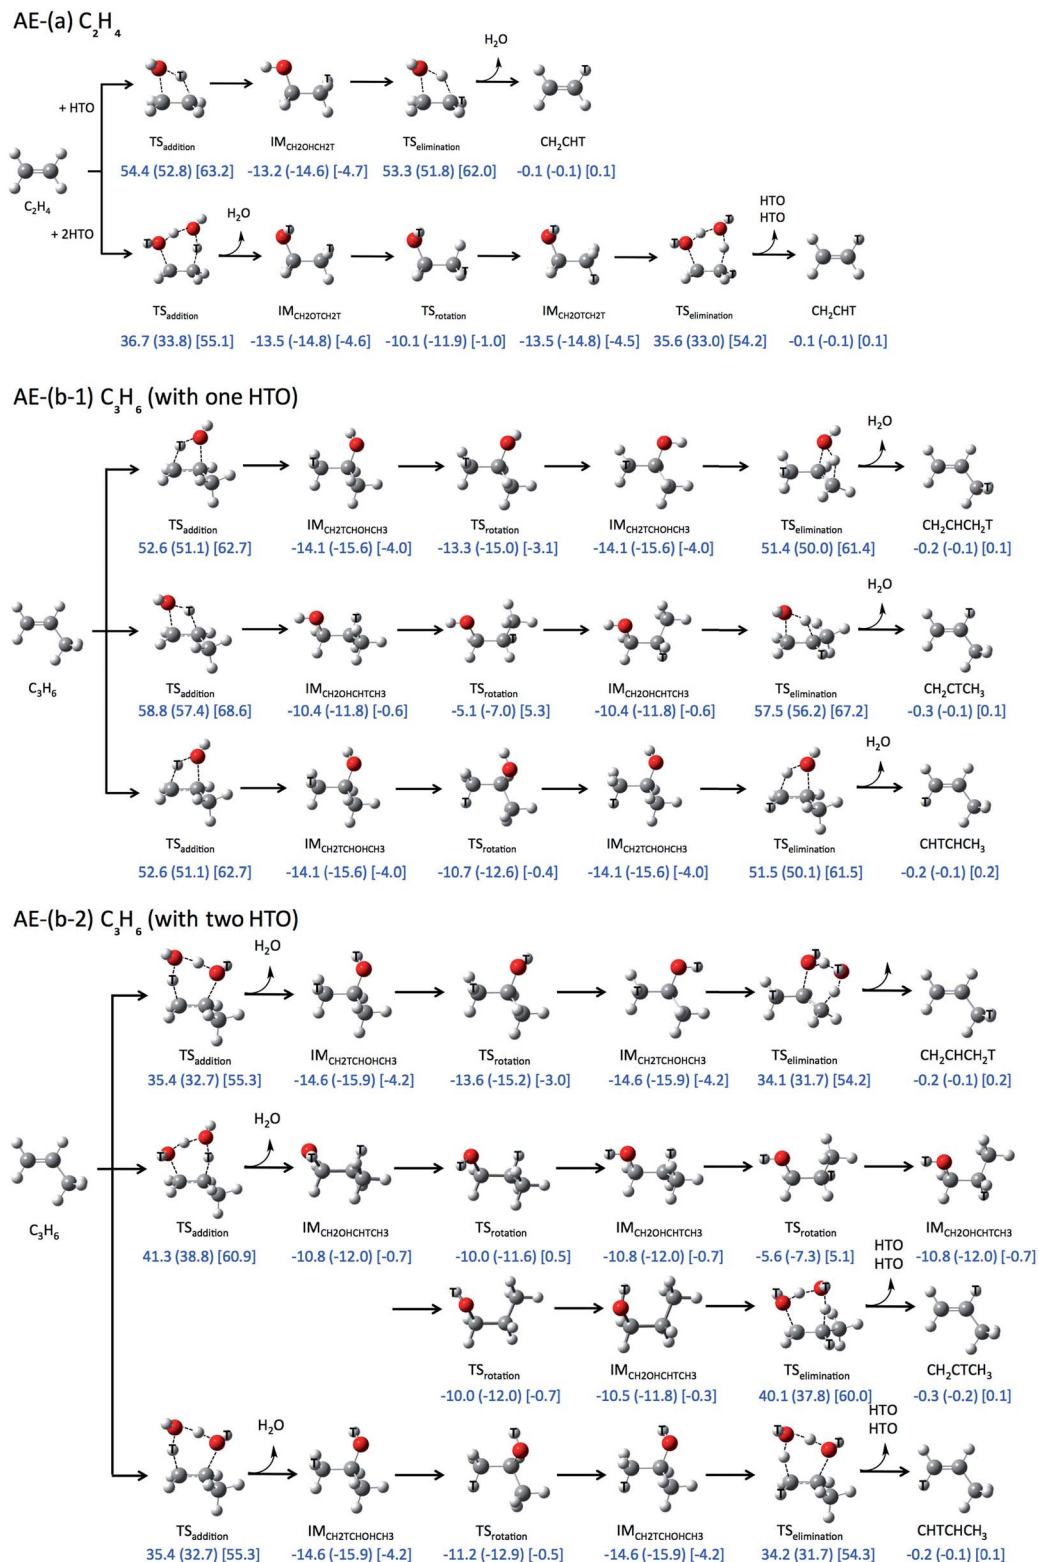 AE-(a) C2H4
H2O
+ HTO
TSaddition IMCH2OHCH2T TSelimination CH2CHT
54.4 (52.8) [63.2] -13.2 (-14.6) [-4.7] 53.3 (51.8) [62.0] -0.1 (-0.1) [0.1]
C2H4
+ 2HTO
H2O
HTO
HTO
TSaddition IMCH2OTCH2T TSrotation IMCH2OTCH2T TSelimination CH2CHT
36.7 (33.8) [55.1] -13.5 (-14.8) [-4.6] -10.1 (-11.9) [-1.0] -13.5 (-14.8) [-4.5] 35.6 (33.0) [54.2] -0.1 (-0.1) [0.1]
AE-(b-1) C3H6 (with one HTO)
H2O
TSaddition IMCH2TCHOHCH3 TSrotation IMCH2TCHOHCH3 TSelimination CH2CHCH2T
52.6 (51.1) [62.7] -14.1 (-15.6) [-4.0] -13.3 (-15.0) [-3.1] -14.1 (-15.6) [-4.0] 51.4 (50.0) [61.4] -0.2 (-0.1) [0.1]
H2O
C3H6
TSaddition IMCH2OHCHTCH3 TSrotation IMCH2OHCHTCH3 TSelimination CH2CTCH3
58.8 (57.4) [68.6] -10.4 (-11.8) [-0.6] -5.1 (-7.0) [5.3] -10.4 (-11.8) [-0.6] 57.5 (56.2) [67.2] -0.3 (-0.1) [0.1]
H2O
TSaddition IMCH2TCHOHCH3 TSrotation IMCH2TCHOHCH3 TSelimination CHTCHCH3
52.6 (51.1) [62.7] -14.1 (-15.6) [-4.0] -10.7 (-12.6) [-0.4] -14.1 (-15.6) [-4.0] 51.5 (50.1) [61.5] -0.2 (-0.1) [0.2]
AE-(b-2) C3H6 (with two HTO)
H2O
TSaddition IMCH2TCHOHCH3 TSrotation IMCH2TCHOHCH3 TSelimination CH2CHCH2T
35.4 (32.7) [55.3] -14.6 (-15.9) [-4.2] -13.6 (-15.2) [-3.0] -14.6 (-15.9) [-4.2] 34.1 (31.7) [54.2] -0.2 (-0.1) [0.2]
H2O
C3H6
TSaddition IMCH2OHCHTCH3 TSrotation IMCH2OHCHTCH3 TSrotation IMCH2OHCHTCH3
41.3 (38.8) [60.9] -10.8 (-12.0) [-0.7] -10.0 (-11.6) [0.5] -10.8 (-12.0) [-0.7] -5.6 (-7.3) [5.1] -10.8 (-12.0) [-0.7]
HTO
HTO
TSrotation IMCH2OHCHTCH3 TSelimination CH2CTCH3
-10.0 (-12.0) [-0.7] -10.5 (-11.8) [-0.3] 40.1 (37.8) [60.0] -0.3 (-0.2) [0.1]
H2O
HTO
HTO
TSaddition IMCH2TCHOHCH3 TSrotation IMCH2TCHOHCH3 TSelimination CHTCHCH3
35.4 (32.7) [55.3] -14.6 (-15.9) [-4.2] -11.2 (-12.9) [-0.5] -14.6 (-15.9) [-4.2] 34.2 (31.7) [54.3] -0.2 (-0.1) [0.1]